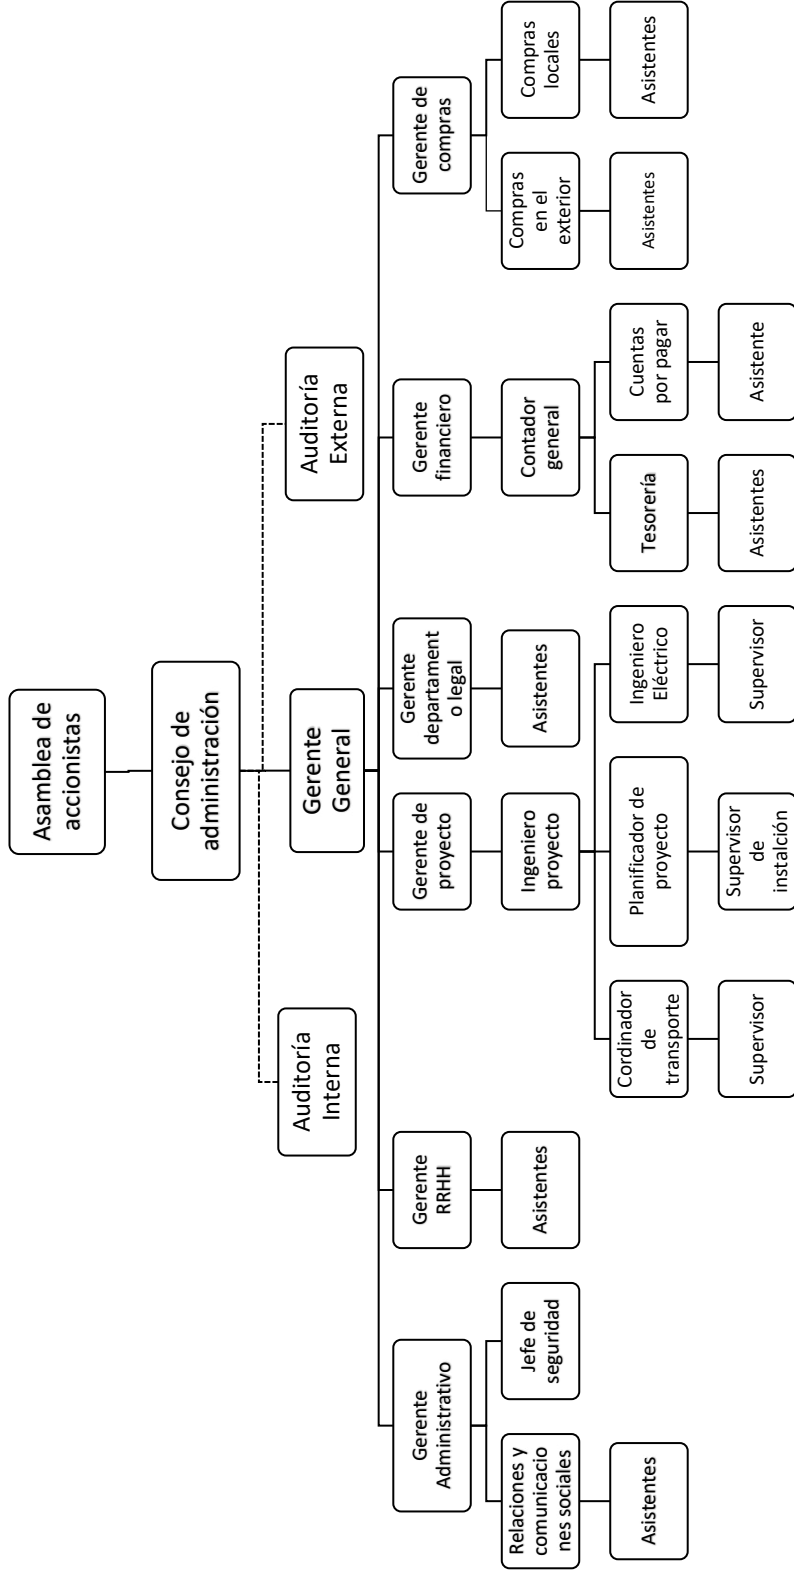 Asamblea de
accionistas
Consejo de
administración
Auditoría
Interna
Gerente
General
Auditoría
Externa
Gerente
Administrativo
Gerente
RRHH
Gerente de
proyecto
Gerente
department
o legal
Gerente
financiero
Gerente de
compras
Relaciones y
comunicacio
nes sociales
Jefe de
seguridad
Asistentes
Ingeniero
proyecto
Asistentes
Contador
general
Compras
en el
exterior
Compras
locales
Asistentes
Cordinador
de
transporte
Planificador de
proyecto
Ingeniero
Eléctrico
Tesorería
Cuentas
por pagar
Asistentes
Asistentes
Supervisor
Supervisor
de
instalción
Supervisor
Asistentes
Asistente